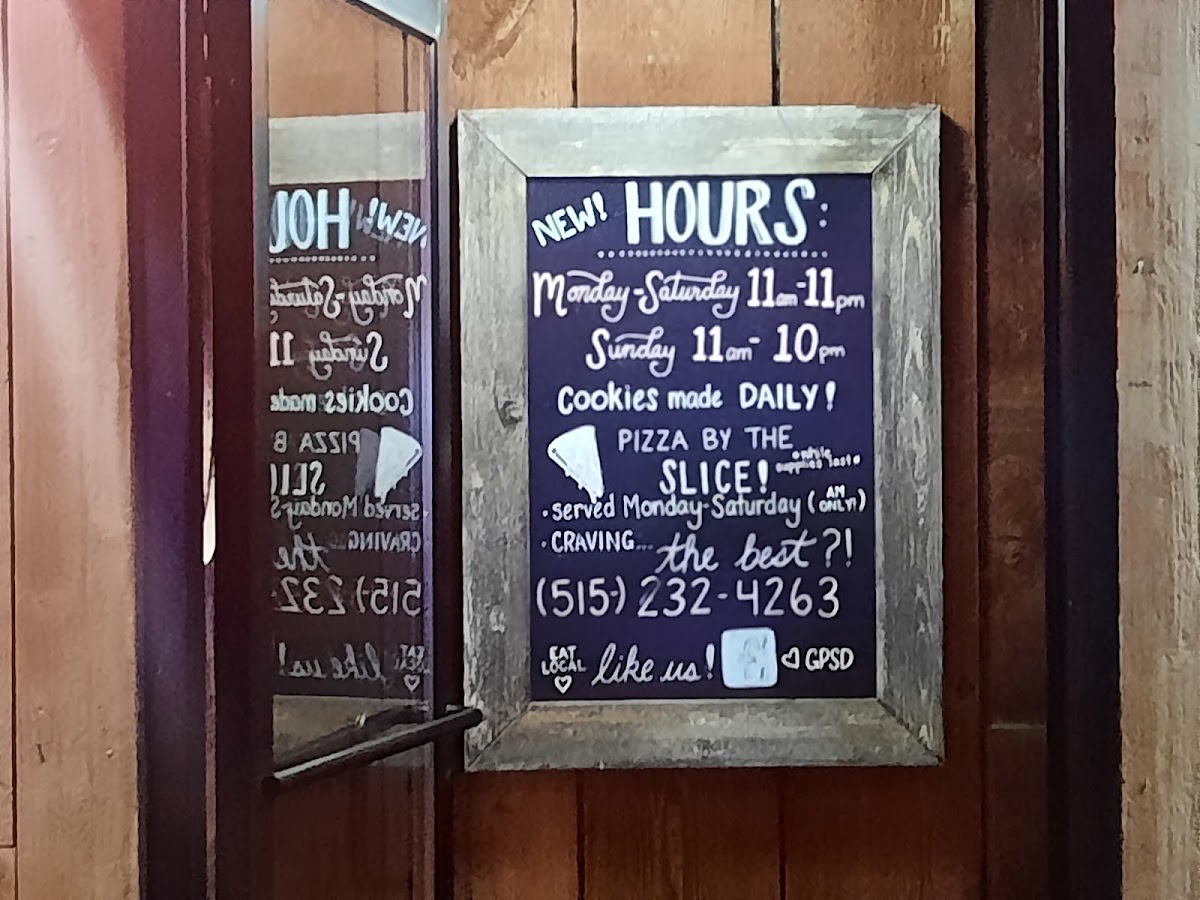 NEW! HOURS:
Monday-Saturday 11am-11pm
Sunday 11am-10pm
Cookies made DAILY!
PIZZA BY THE
SLICE! *while supplies last*
• served Monday-Saturday (AM ONLY!)
• CRAVING... the best?!
(515) 232-4263
EAT LOCAL ♡ like us! ♡ GPSD